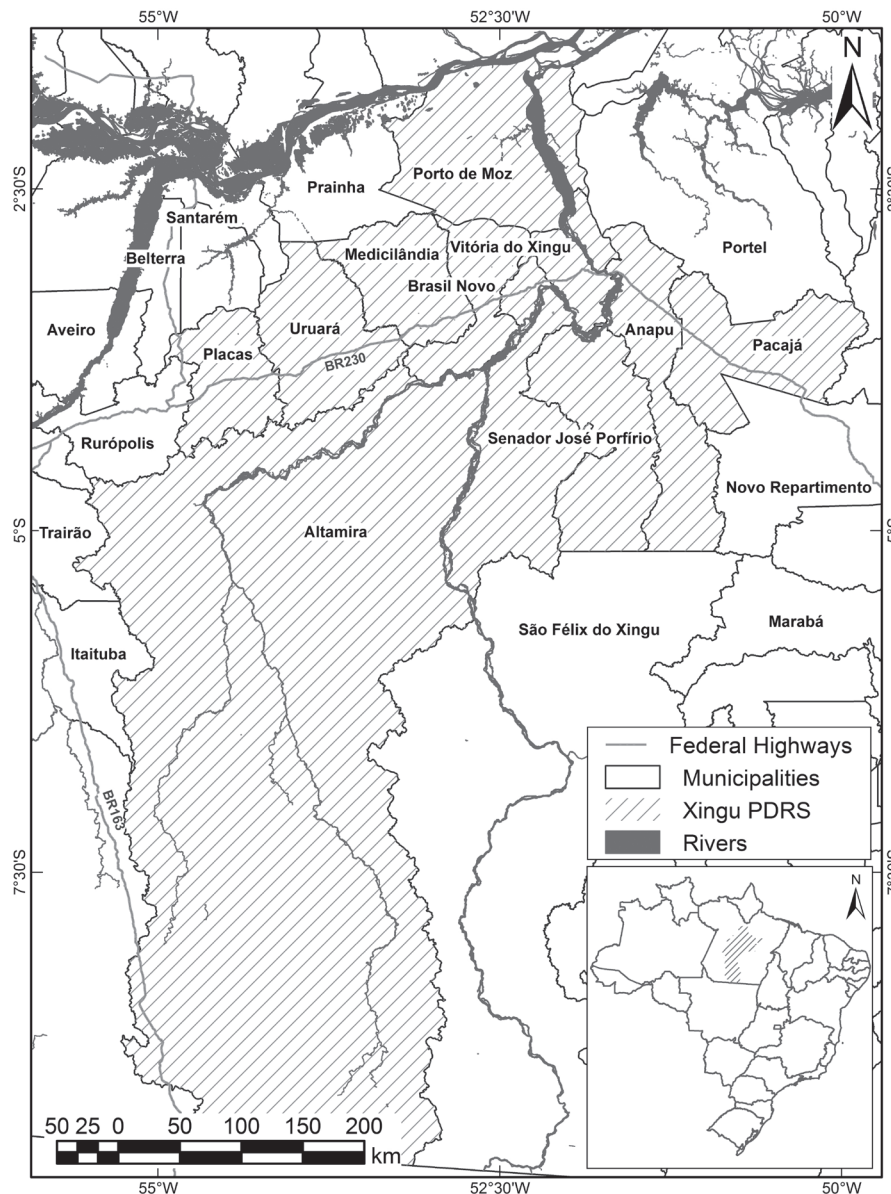 55°W 52°30'W 50°W
N
2°30'S
Prainha
Porto de Moz
Santarém
Portel
Belterra
Medicilândia
Vitória do Xingu
Brasil Novo
Aveiro
Uruará
Anapu
Placas
Pacajá
BR230
Rurópolis
Senador José Porfírio
Novo Repartimento
Trairão
Altamira
5°S
5°S
São Félix do Xingu
Marabá
Itaituba
Federal Highways
Municipalities
Xingu PDRS
Rivers
BR163
7°30'S
N
50 25 0 50 100 150 200
km
55°W 52°30'W 50°W